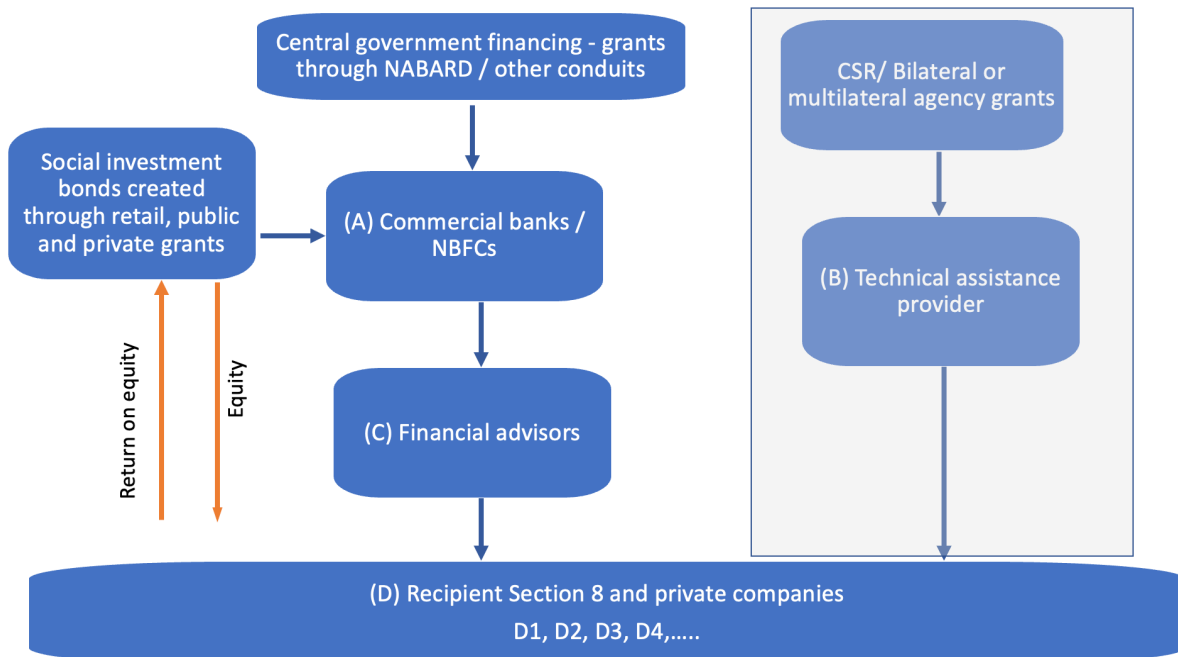 Central government financing - grants
through NABARD / other conduits
CSR/ Bilateral or
multilateral agency grants
Social investment
bonds created
through retail, public
and private grants
(A) Commercial banks /
NBFCs
(B) Technical assistance
provider
Return on equity
Equity
(C) Financial advisors
(D) Recipient Section 8 and private companies
D1, D2, D3, D4,.....